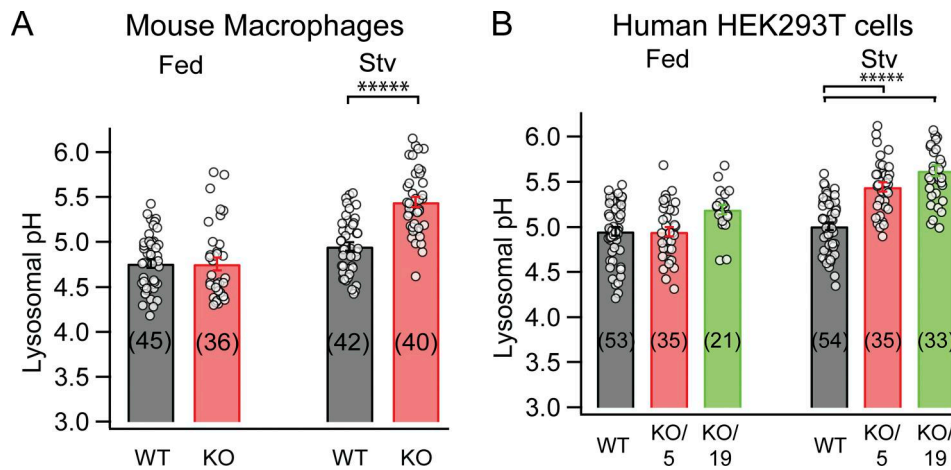 A Mouse Macrophages
Fed Stv
*****
Lysosomal pH
6.0
5.5
5.0
4.5
4.0
3.5
3.0
(45) (36) (42) (40)
WT KO WT KO
B Human HEK293T cells
Fed Stv
*****
Lysosomal pH
6.0
5.5
5.0
4.5
4.0
3.5
3.0
(53) (35) (21) (54) (35) (33)
WT KO/ KO/ WT KO/ KO/
5 19 5 19